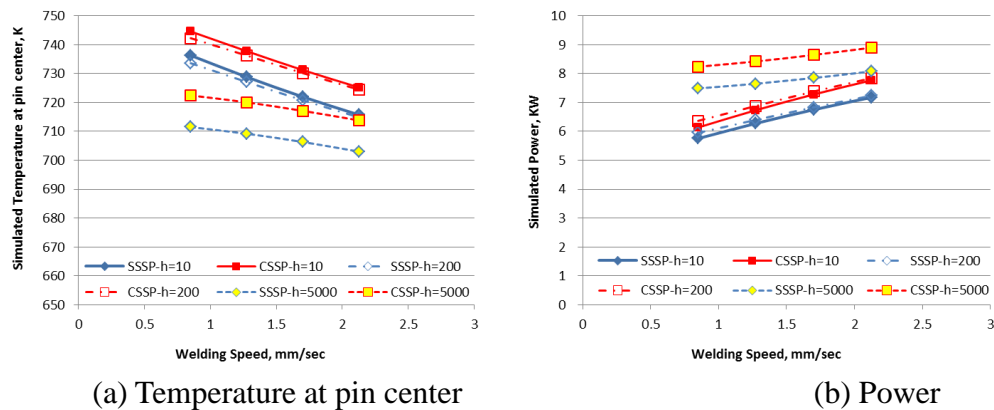 Simulated Temperature at pin center, K
750
740
730
720
710
700
690
680
670
660
650
SSSP-h=10 CSSP-h=10 SSSP-h=200
CSSP-h=200 SSSP-h=5000 CSSP-h=5000
0 0.5 1 1.5 2 2.5 3
Welding Speed, mm/sec
(a) Temperature at pin center
Simulated Power, KW
10
9
8
7
6
5
4
3
2
1
0
SSSP-h=10 CSSP-h=10 SSSP-h=200
CSSP-h=200 SSSP-h=5000 CSSP-h=5000
0 0.5 1 1.5 2 2.5 3
Welding Speed, mm/sec
(b) Power